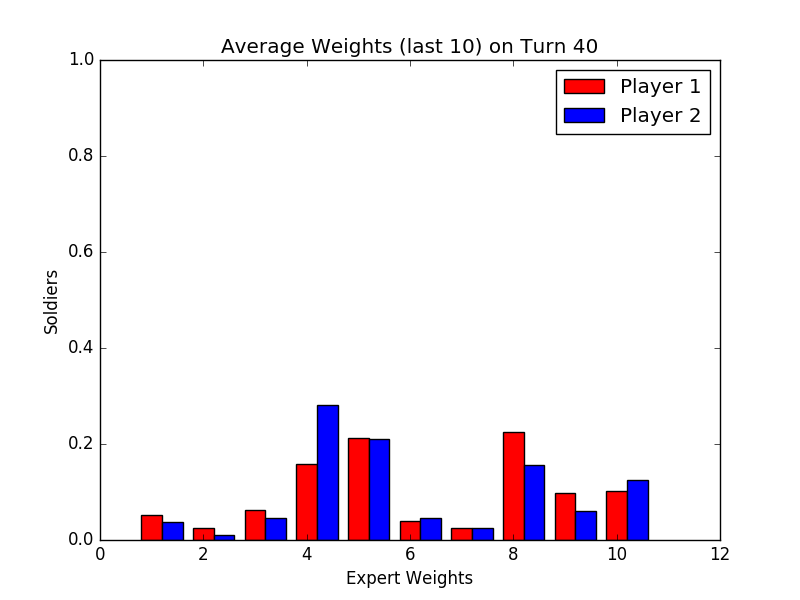 Average Weights (last 10) on Turn 40
1.0
0.8
0.6
0.4
0.2
0.0
Soldiers
Player 1
Player 2
0 2 4 6 8 10 12
Expert Weights